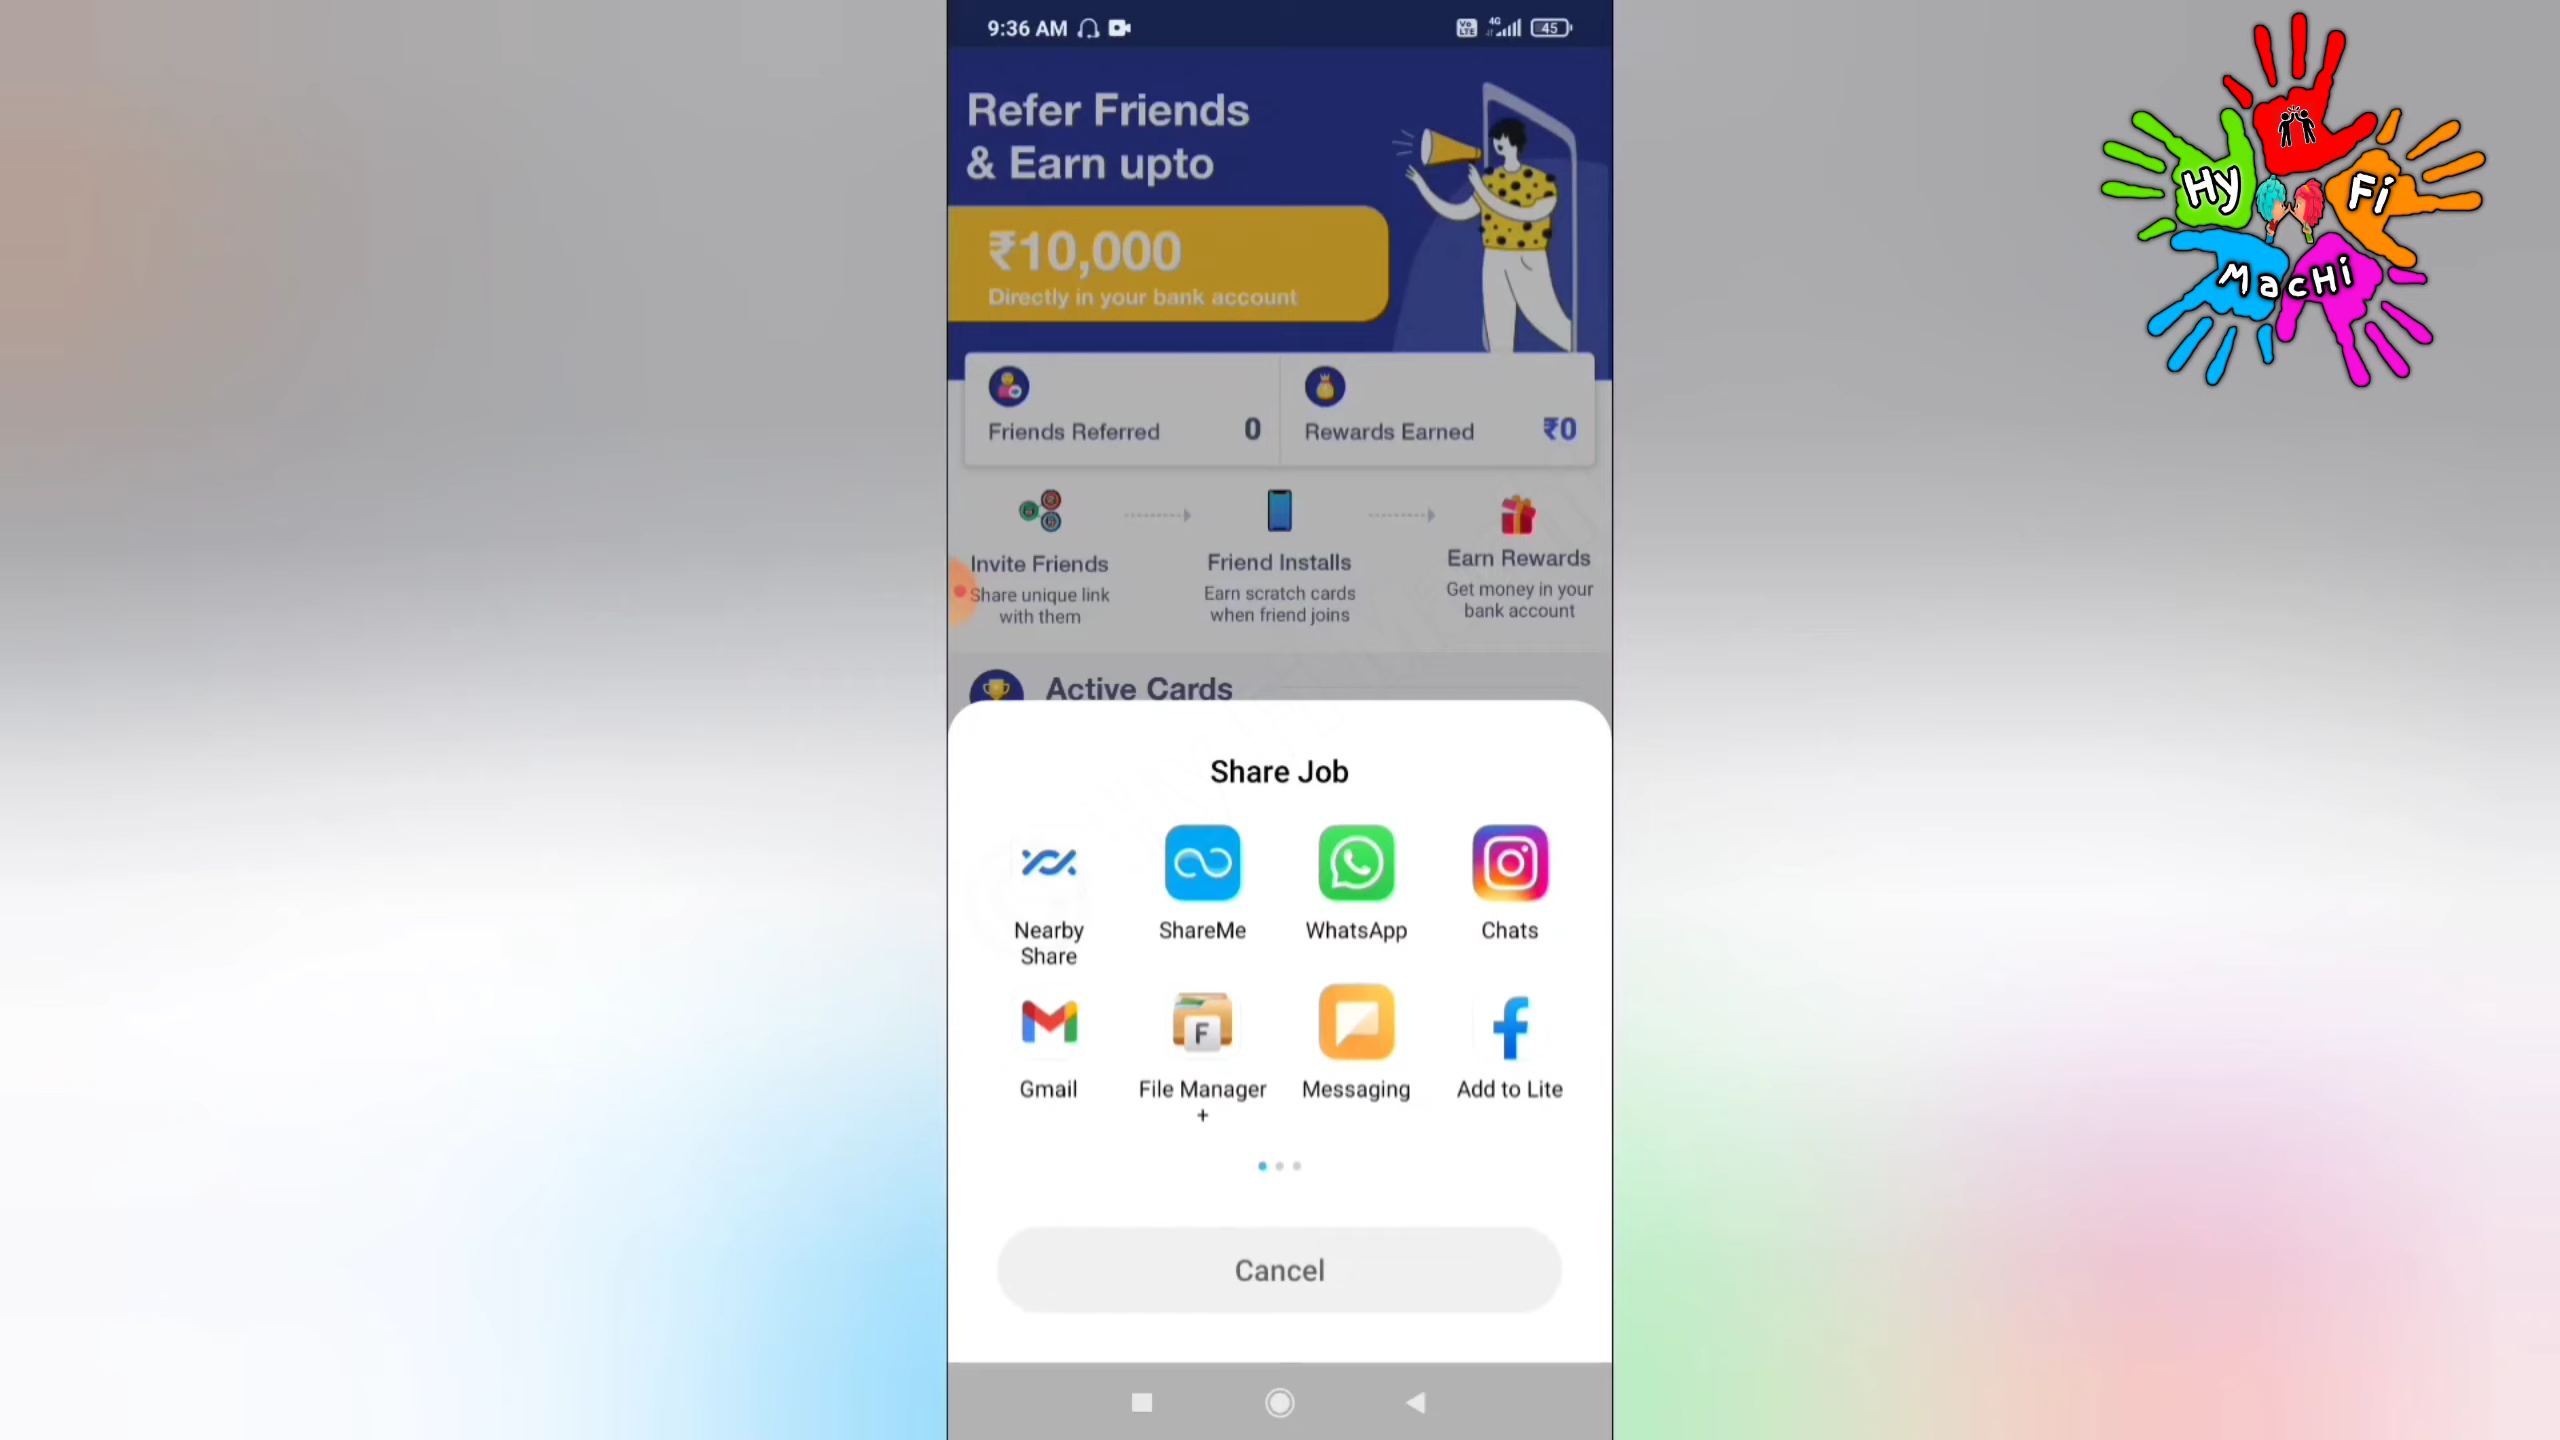 9:36 AM
Vo LTE 4G 45
Refer Friends
& Earn upto
₹10,000
Directly in your bank account
Friends Referred 0
Rewards Earned ₹0
Invite Friends
Share unique link
with them
Friend Installs
Earn scratch cards
when friend joins
Earn Rewards
Get money in your
bank account
Active Cards
Share Job
Nearby
Share
ShareMe
WhatsApp
Chats
Gmail
F
File Manager
+
Messaging
Add to Lite
Cancel
Hy Fi
MacHi